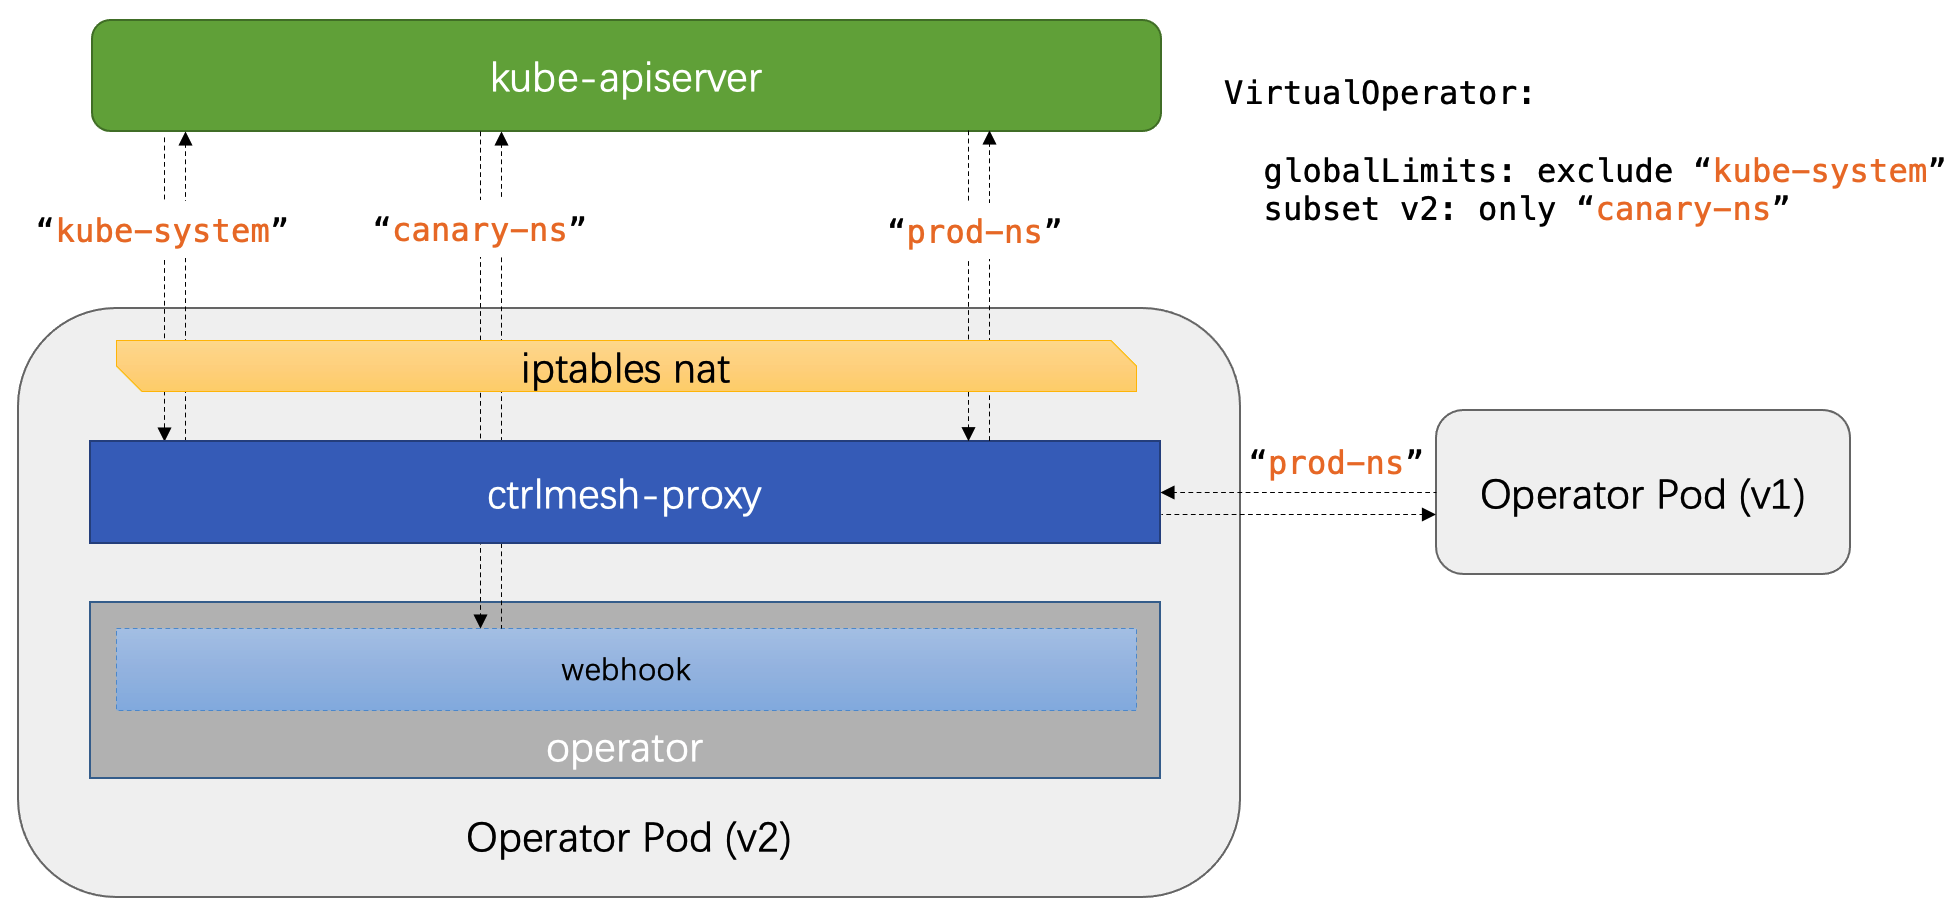 kube-apiserver
VirtualOperator:
globalLimits: exclude “kube-system”
subset v2: only “canary-ns”
“kube-system”
“canary-ns”
“prod-ns”
iptables nat
ctrlmesh-proxy
“prod-ns”
Operator Pod (v1)
webhook
operator
Operator Pod (v2)